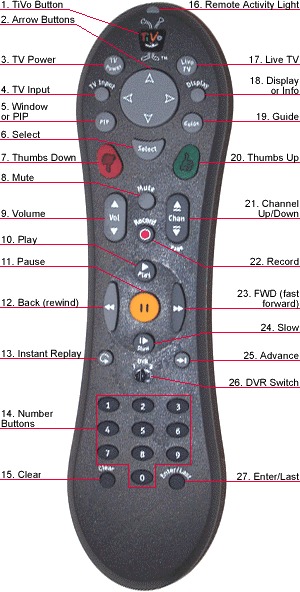 1. TiVo Button
16. Remote Activity Light
2. Arrow Buttons
TiVo
3. TV Power
TV Power
Live TV
17. Live TV
4. TV Input
TV Input
Display
18. Display or Info
5. Window or PIP
PIP
Guide
19. Guide
6. Select
Select
7. Thumbs Down
20. Thumbs Up
8. Mute
Mute
9. Volume
Vol
Chan
21. Channel Up/Down
Record
22. Record
10. Play
Play
11. Pause
12. Back (rewind)
23. FWD (fast forward)
24. Slow
Slow
13. Instant Replay
25. Advance
DVR
1 2
26. DVR Switch
14. Number Buttons
1 2 3
4 5 6
7 8 9
0
15. Clear
Clear
Enter/Last
27. Enter/Last